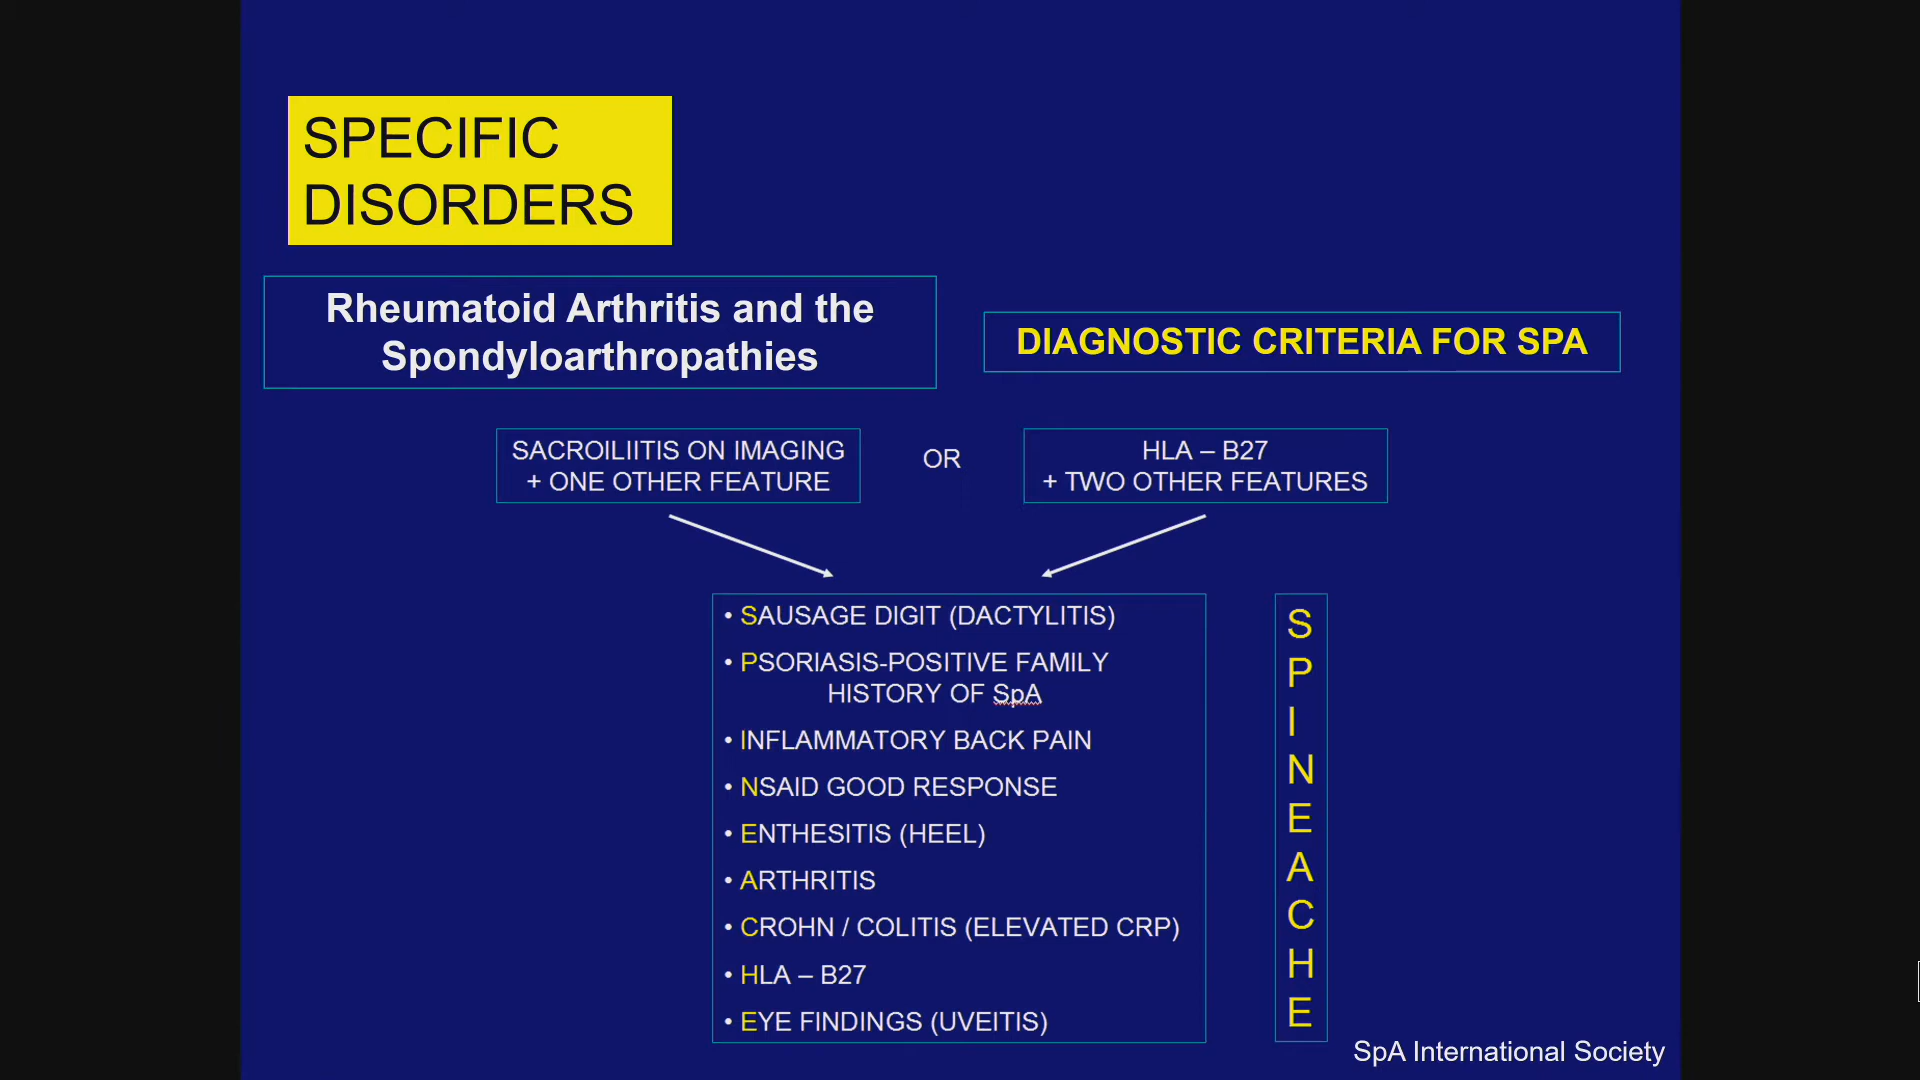 SPECIFIC
DISORDERS
Rheumatoid Arthritis and the
Spondyloarthropathies
DIAGNOSTIC CRITERIA FOR SPA
SACROILIITIS ON IMAGING
+ ONE OTHER FEATURE
OR
HLA – B27
+ TWO OTHER FEATURES
• SAUSAGE DIGIT (DACTYLITIS)
• PSORIASIS-POSITIVE FAMILY
HISTORY OF SpA
• INFLAMMATORY BACK PAIN
• NSAID GOOD RESPONSE
• ENTHESITIS (HEEL)
• ARTHRITIS
• CROHN / COLITIS (ELEVATED CRP)
• HLA – B27
• EYE FINDINGS (UVEITIS)
S
P
I
N
E
A
C
H
E
SpA International Society